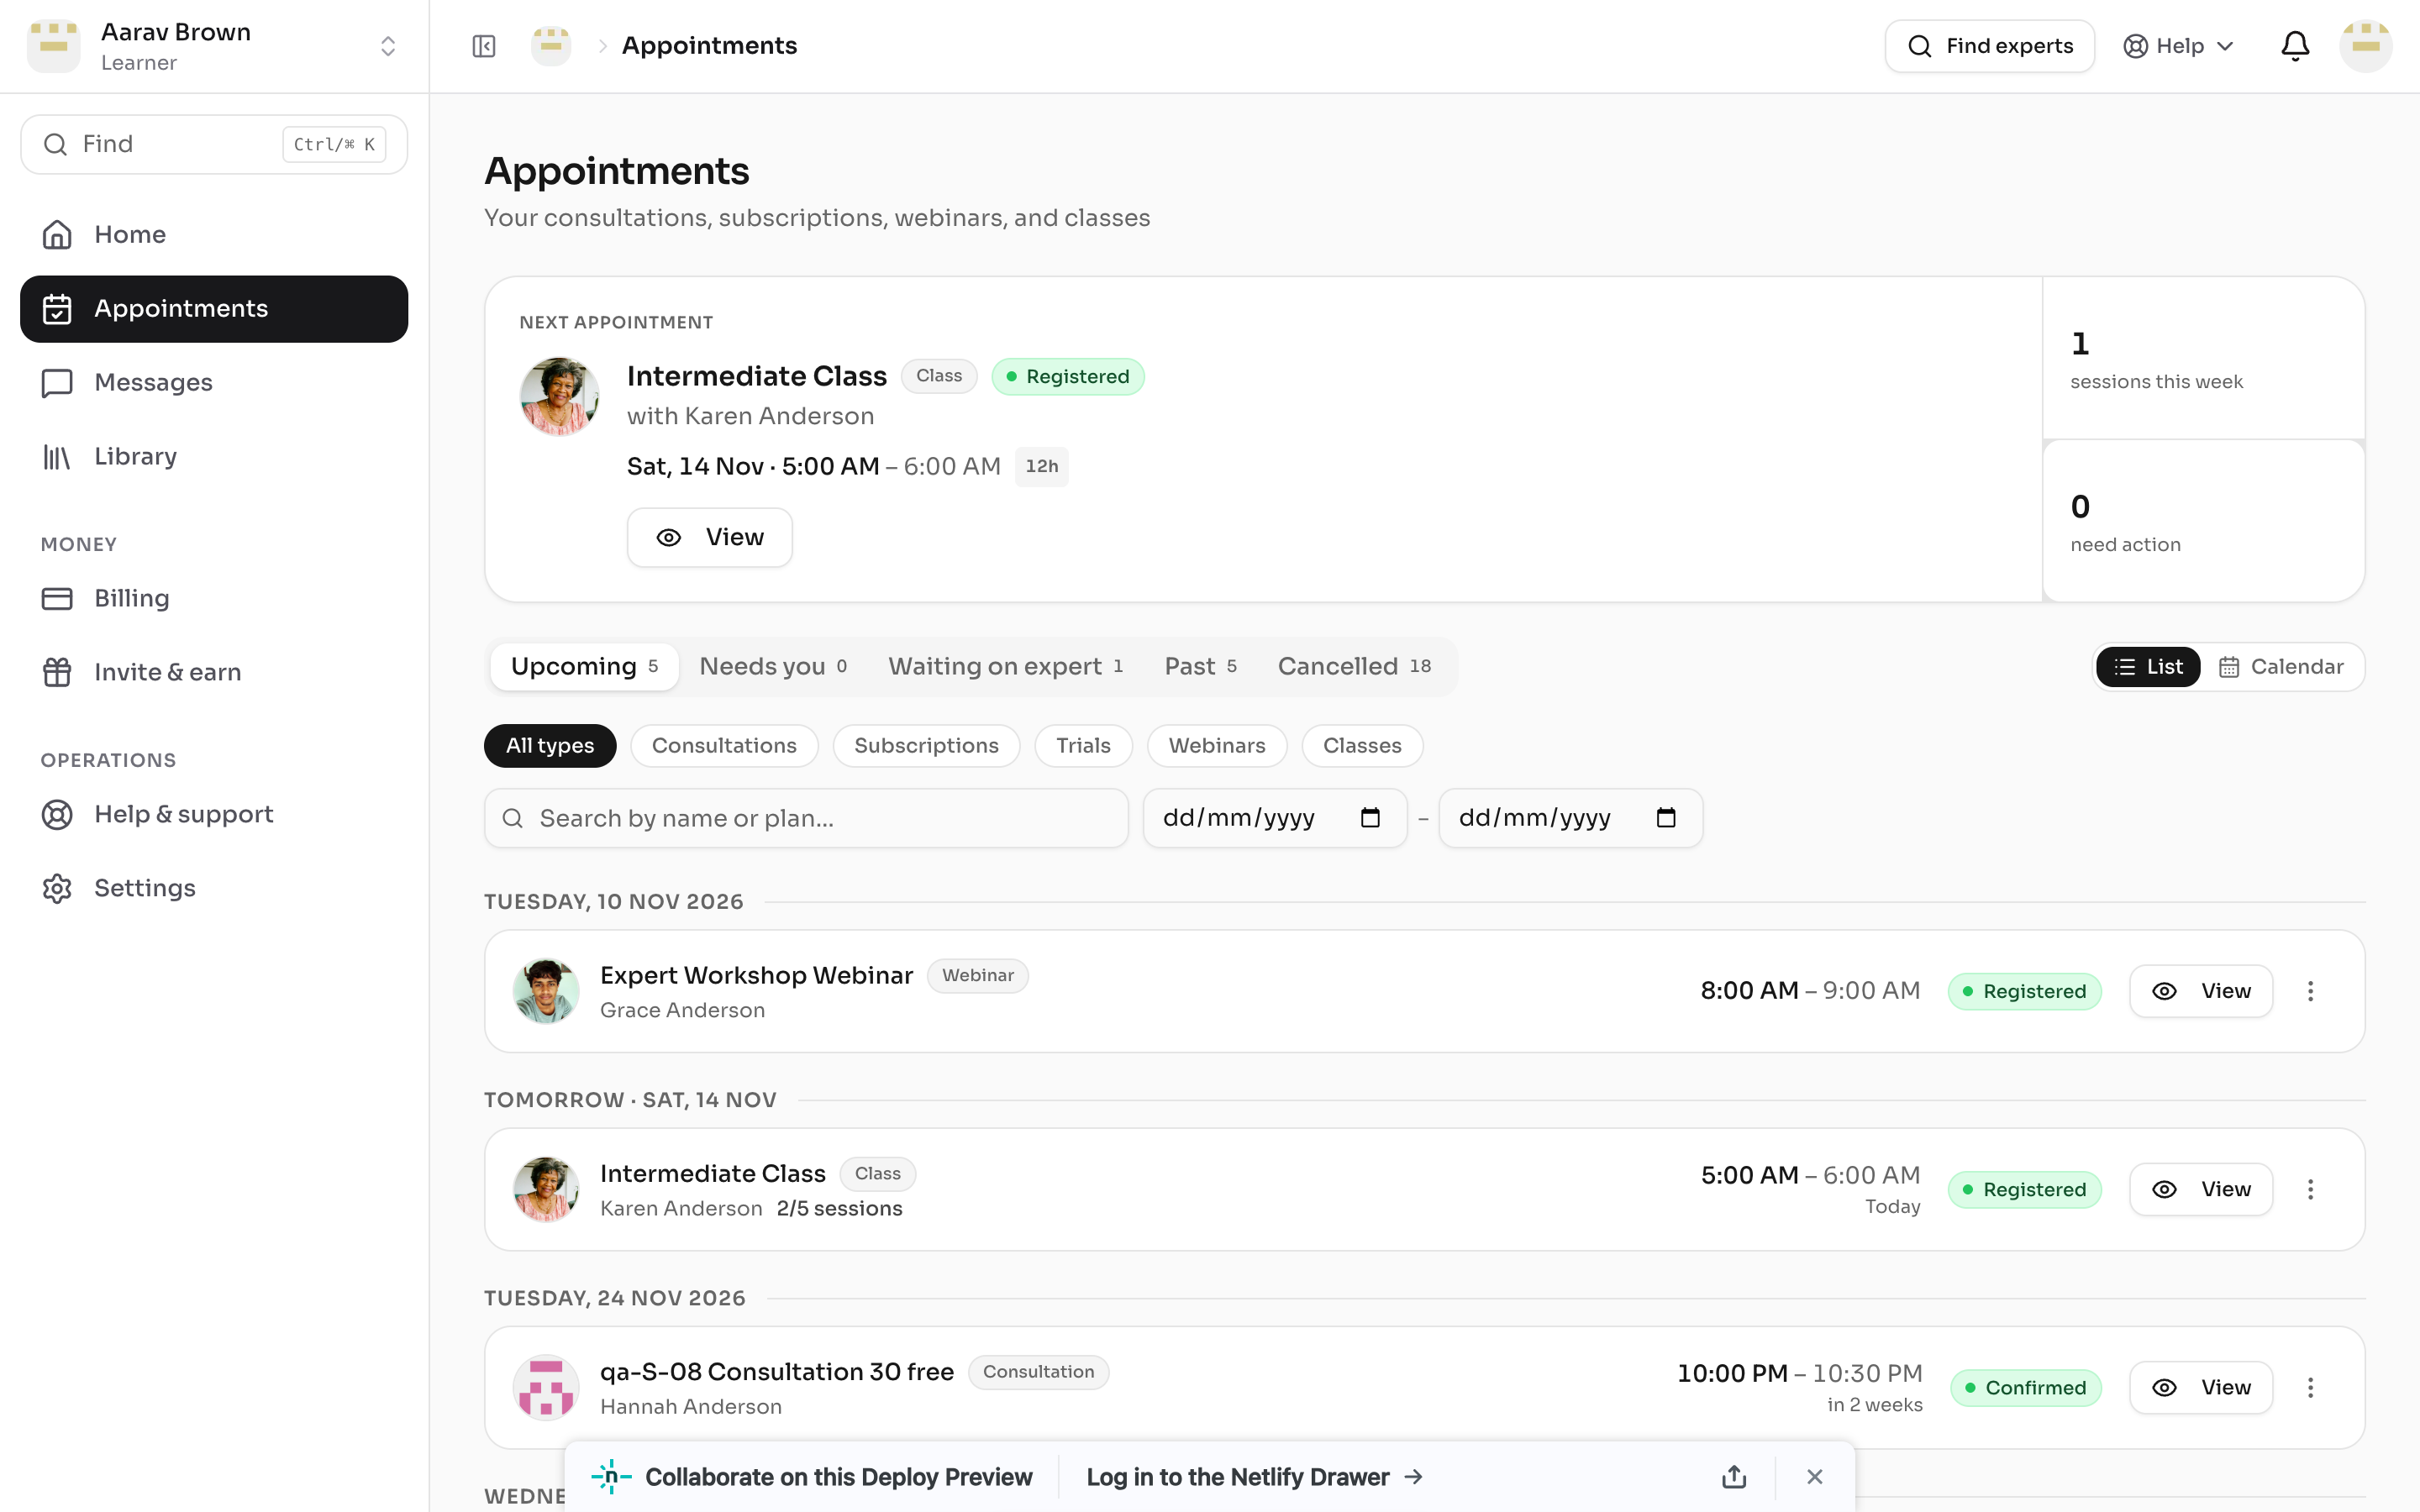 Aarav Brown
Learner
Appointments
Find experts
Help
Find
Ctrl/⌘ K
Home
Appointments
Messages
Library
MONEY
Billing
Invite & earn
OPERATIONS
Help & support
Settings
Appointments
Your consultations, subscriptions, webinars, and classes
NEXT APPOINTMENT
Intermediate Class Class Registered
with Karen Anderson
Sat, 14 Nov · 5:00 AM – 6:00 AM 12h
View
1
sessions this week
0
need action
Upcoming 5 Needs you 0 Waiting on expert 1 Past 5 Cancelled 18
List Calendar
All types Consultations Subscriptions Trials Webinars Classes
Search by name or plan... dd/mm/yyyy – dd/mm/yyyy
TUESDAY, 10 NOV 2026
Expert Workshop Webinar Webinar
Grace Anderson
8:00 AM – 9:00 AM
Registered
View
TOMORROW · SAT, 14 NOV
Intermediate Class Class
Karen Anderson 2/5 sessions
5:00 AM – 6:00 AM
Today
Registered
View
TUESDAY, 24 NOV 2026
qa-S-08 Consultation 30 free Consultation
Hannah Anderson
10:00 PM – 10:30 PM
in 2 weeks
Confirmed
View
Collaborate on this Deploy Preview
Log in to the Netlify Drawer →